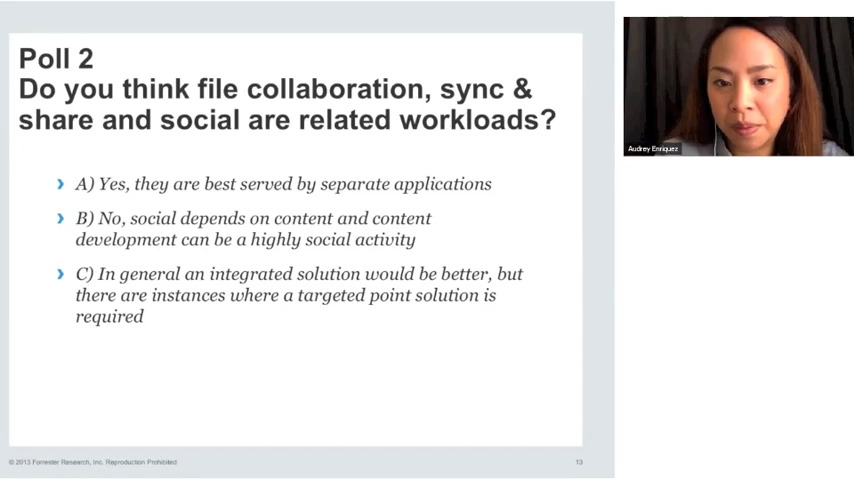 Poll 2
Do you think file collaboration, sync &
share and social are related workloads?
› A) Yes, they are best served by separate applications
› B) No, social depends on content and content
development can be a highly social activity
› C) In general an integrated solution would be better, but
there are instances where a targeted point solution is
required
© 2013 Forrester Research, Inc. Reproduction Prohibited
13
Audrey Enriquez